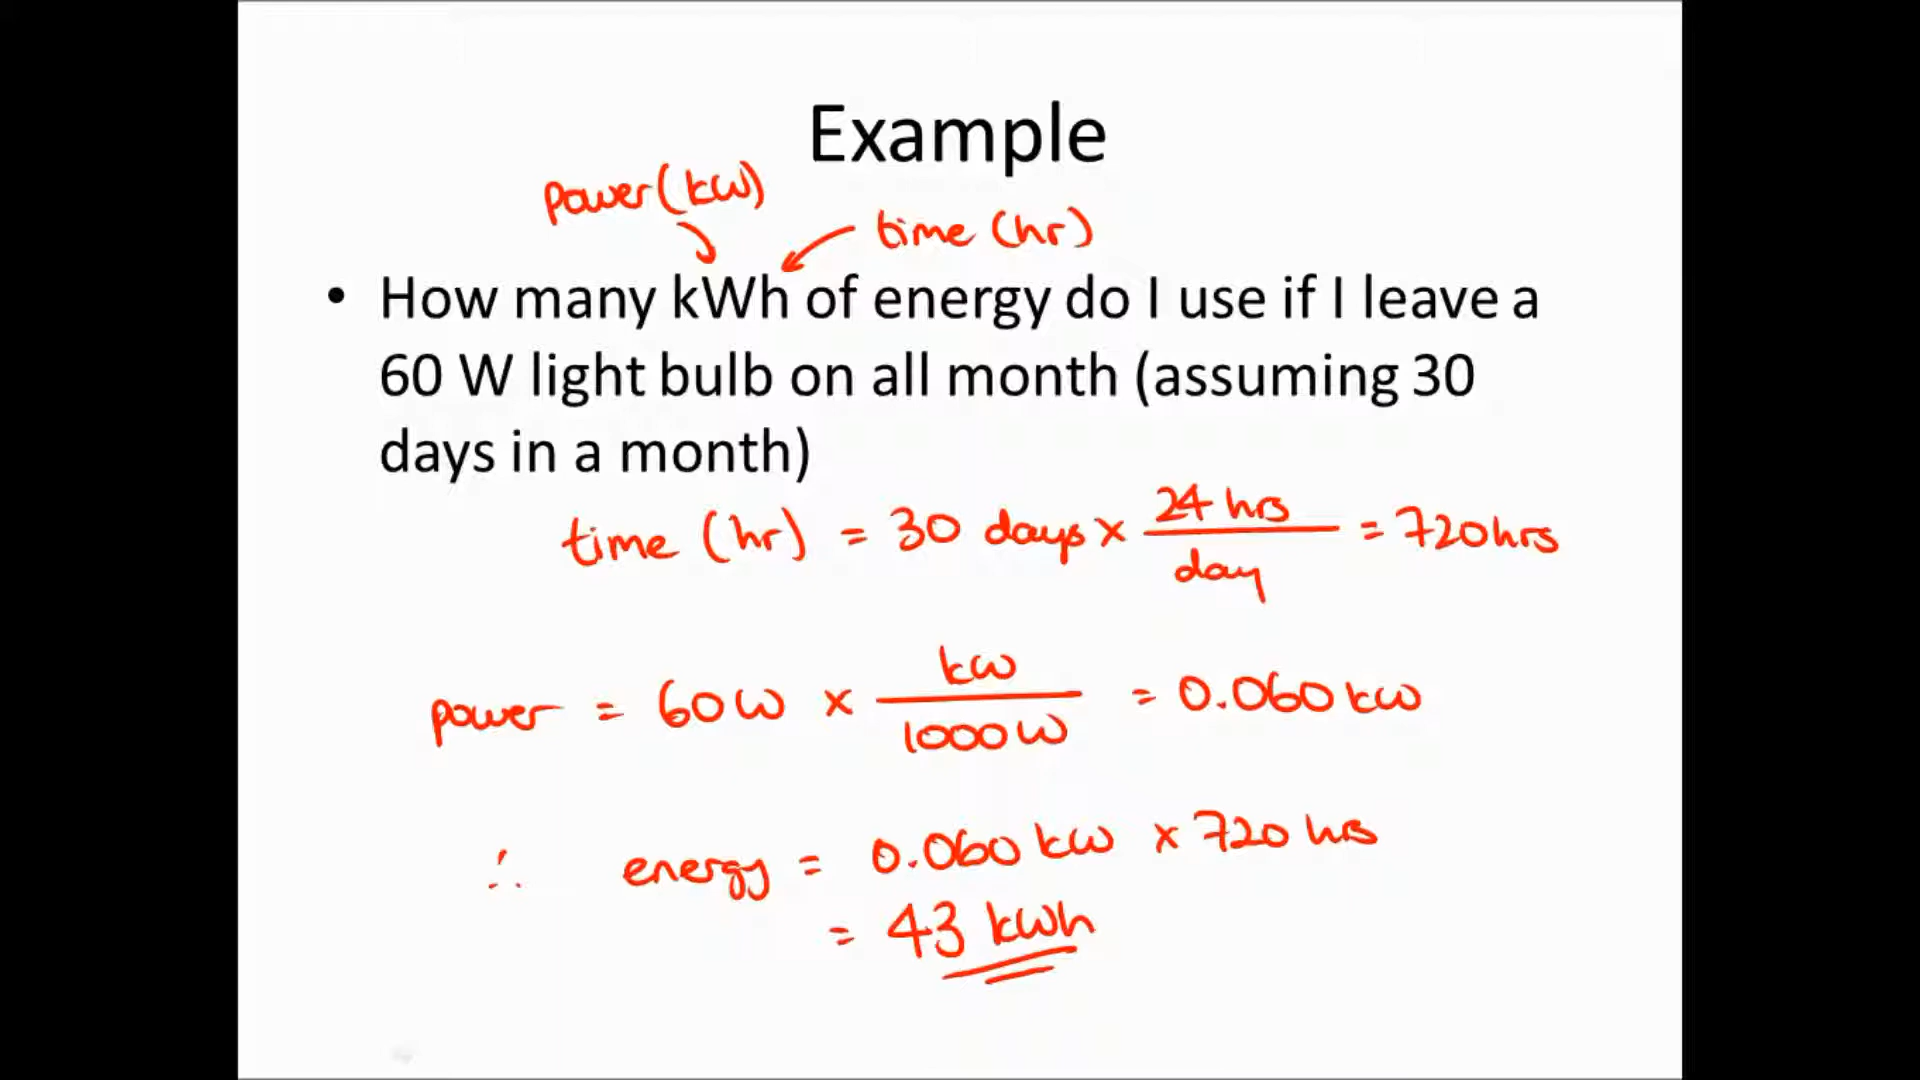 Example
power (kW)
time (hr)
• How many kWh of energy do I use if I leave a
60 W light bulb on all month (assuming 30
days in a month)
time (hr) = 30 days × 24 hrs / day = 720 hrs
power = 60 W × kW / 1000 W = 0.060 kW
∴ energy = 0.060 kW × 720 hrs
= 43 kWh